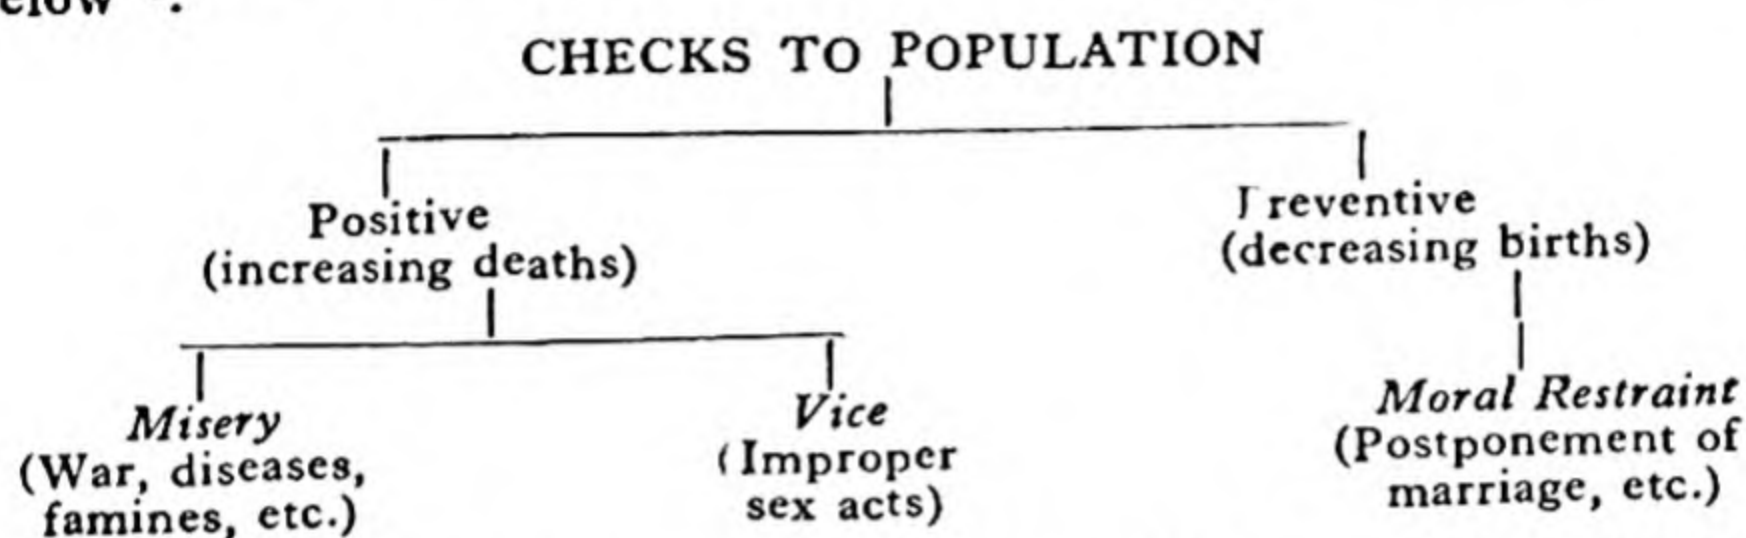 CHECKS TO POPULATION
Positive
(increasing deaths)
Preventive
(decreasing births)
Misery
(War, diseases,
famines, etc.)
Vice
(Improper
sex acts)
Moral Restraint
(Postponement of
marriage, etc.)